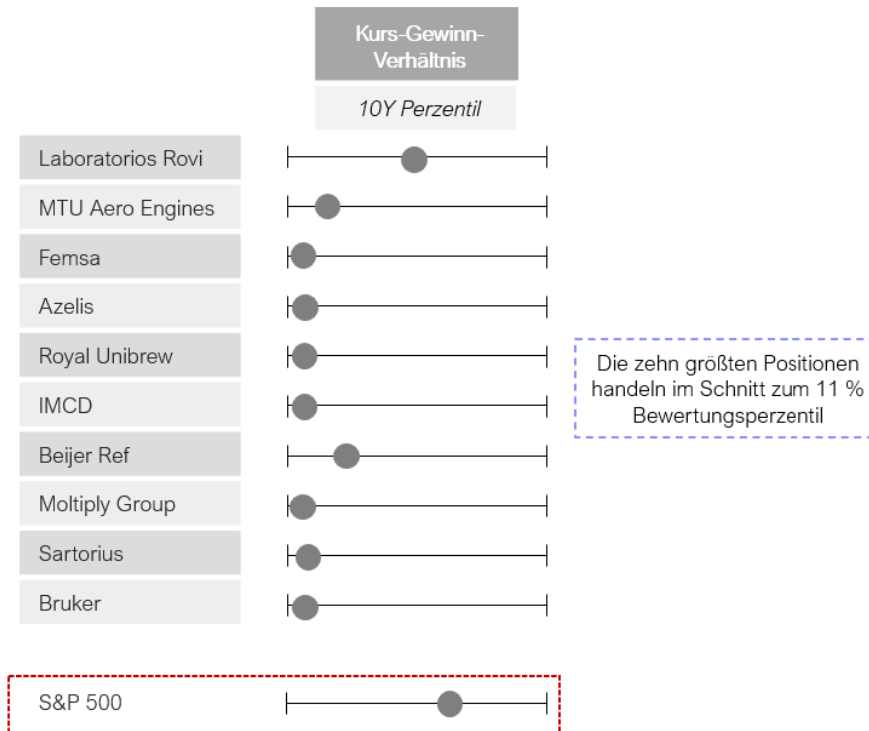 Kurs-Gewinn-
Verhältnis
10Y Perzentil
Laboratorios Rovi
MTU Aero Engines
Femsa
Azelis
Royal Unibrew
IMCD
Beijer Ref
Moltiply Group
Sartorius
Bruker
Die zehn größten Positionen
handeln im Schnitt zum 11 %
Bewertungsperzentil
S&P 500